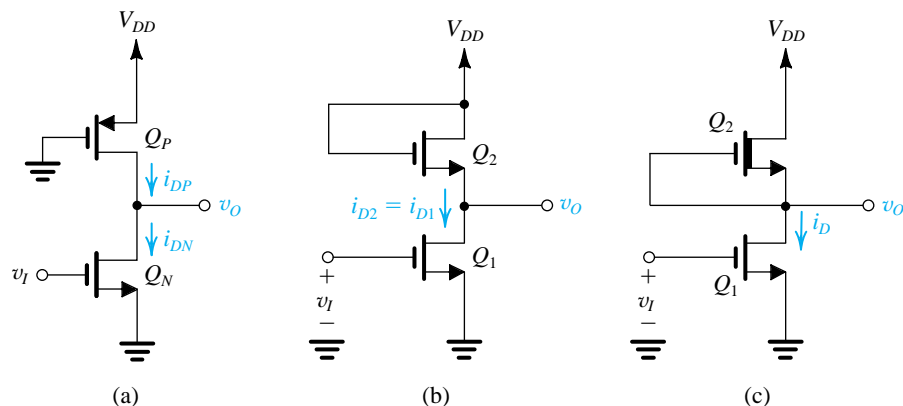 V_DD
Q_P
i_DP
v_O
i_DN
v_I
Q_N
(a)
V_DD
Q_2
i_D2 = i_D1
v_O
Q_1
+
v_I
−
(b)
V_DD
Q_2
v_O
i_D
Q_1
+
v_I
−
(c)